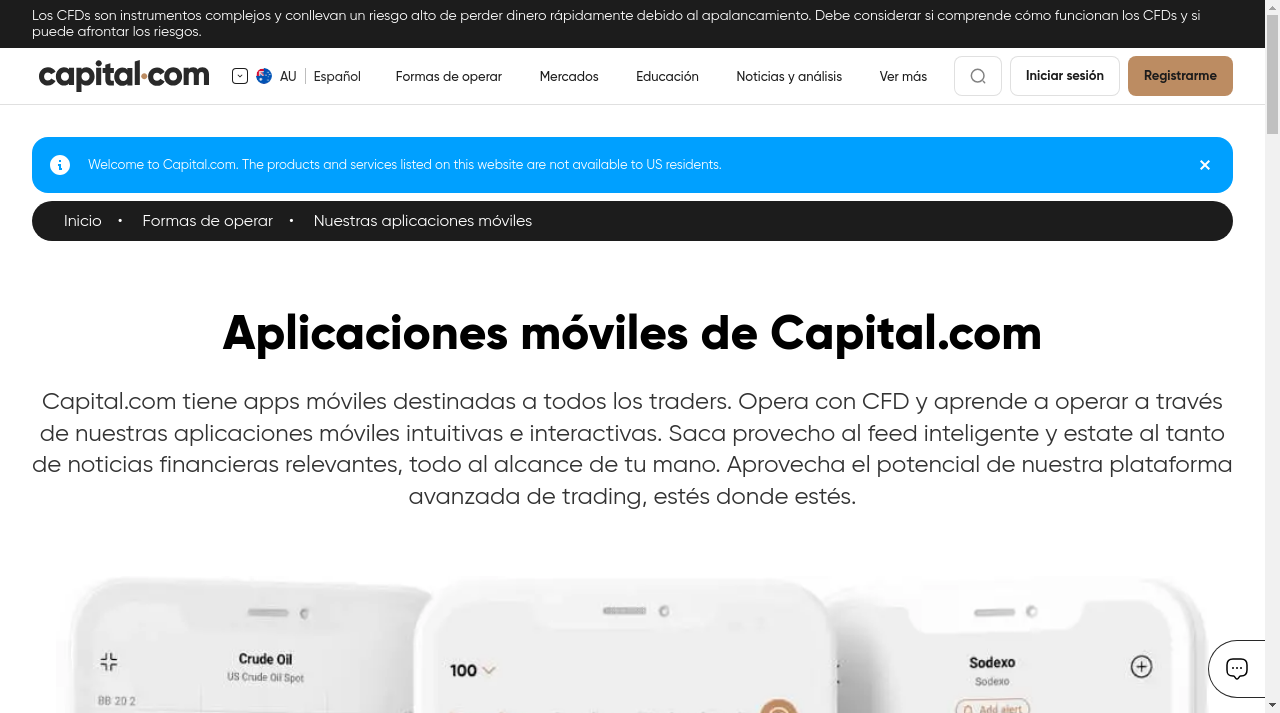 Los CFDs son instrumentos complejos y conllevan un riesgo alto de perder dinero rápidamente debido al apalancamiento. Debe considerar si comprende cómo funcionan los CFDs y si
puede afrontar los riesgos.
capital.com
AU
Español
Formas de operar
Mercados
Educación
Noticias y análisis
Ver más
Iniciar sesión
Registrarme
Welcome to Capital.com. The products and services listed on this website are not available to US residents.
Inicio • Formas de operar • Nuestras aplicaciones móviles
Aplicaciones móviles de Capital.com
Capital.com tiene apps móviles destinadas a todos los traders. Opera con CFD y aprende a operar a través
de nuestras aplicaciones móviles intuitivas e interactivas. Saca provecho al feed inteligente y estate al tanto
de noticias financieras relevantes, todo al alcance de tu mano. Aprovecha el potencial de nuestra plataforma
avanzada de trading, estés donde estés.
Crude Oil
US Crude Oil Spot
BB 20 2
100
Sodexo
Sodexo
Add alert